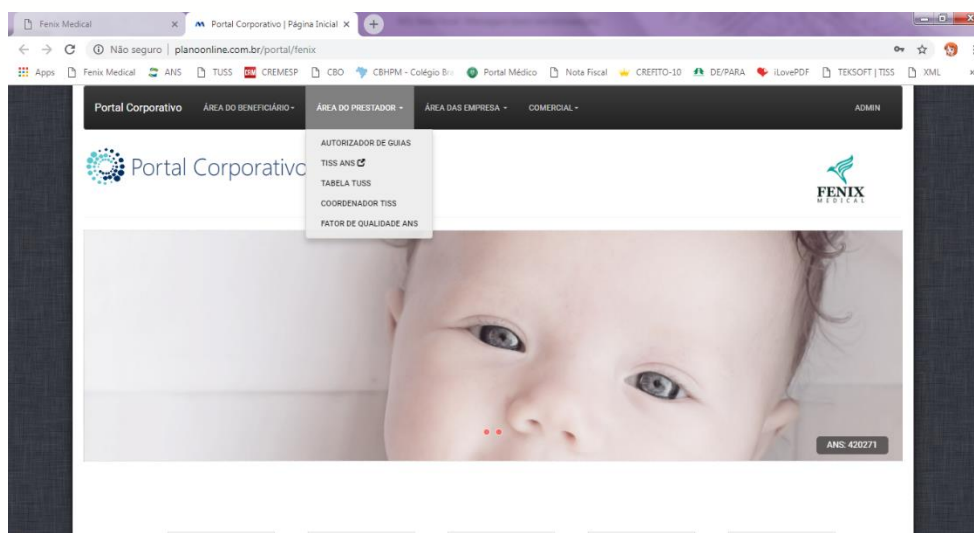 Fenix Medical
Portal Corporativo | Página Inicial
Não seguro | planoonline.com.br/portal/fenix
Apps Fenix Medical ANS TUSS CREMESP CBO CBHPM - Colégio Bra Portal Médico Nota Fiscal CREFITO-10 DE/PARA iLovePDF TEKSOFT | TISS XML
Portal Corporativo ÁREA DO BENEFICIÁRIO ÁREA DO PRESTADOR ÁREA DAS EMPRESA COMERCIAL ADMIN
AUTORIZADOR DE GUIAS
TISS ANS
TABELA TUSS
COORDENADOR TISS
FATOR DE QUALIDADE ANS
Portal Corporativo
FENIX
MEDICAL
ANS: 420271